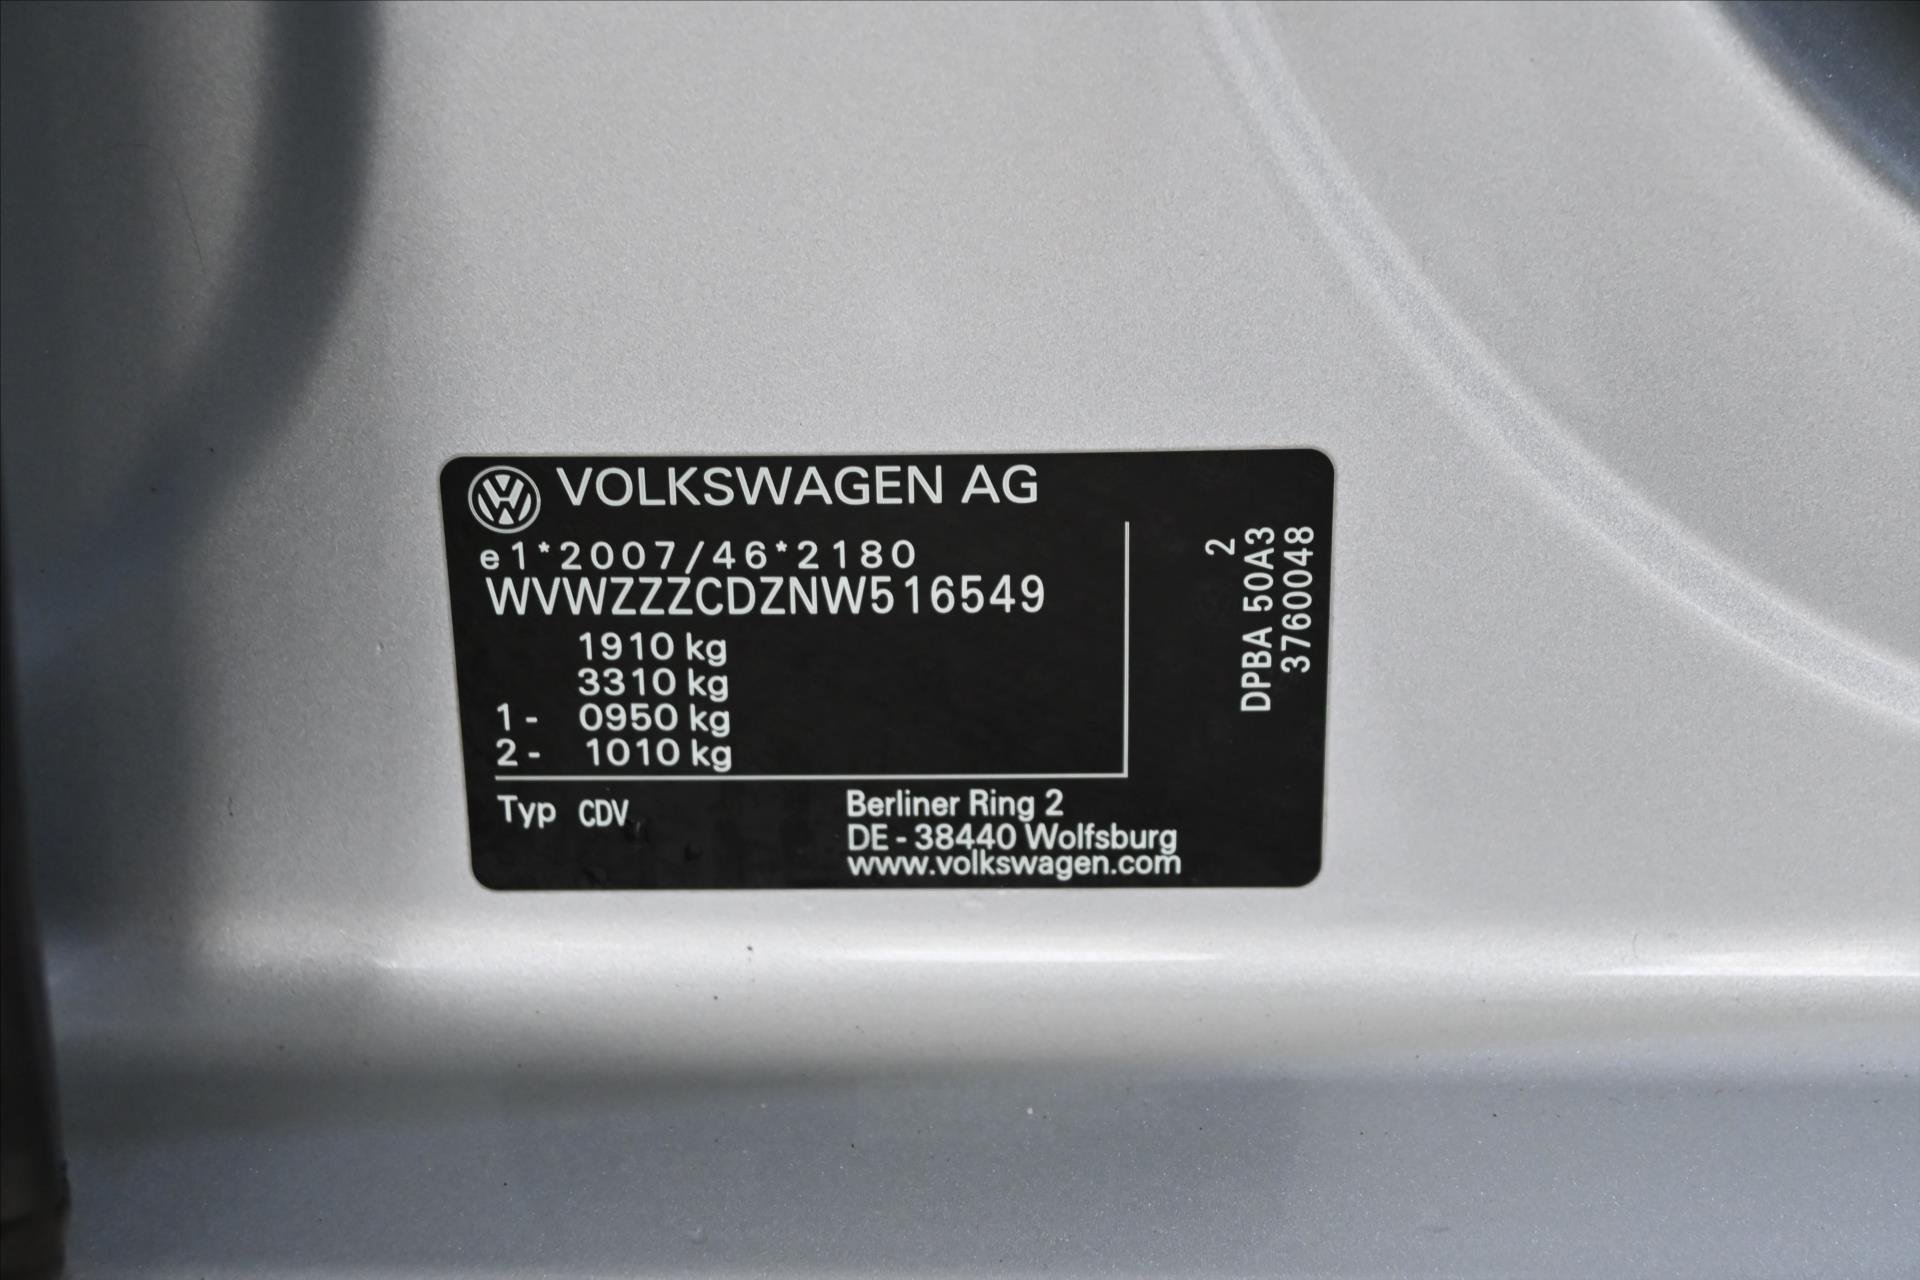 VOLKSWAGEN AG
e1*2007/46*2180
WVWZZZCDZNW516549
1910 kg
3310 kg
1- 0950 kg
2- 1010 kg
Typ CDV
Berliner Ring 2
DE-38440 Wolfsburg
www.volkswagen.com
2
DPBA 50A3
3760048